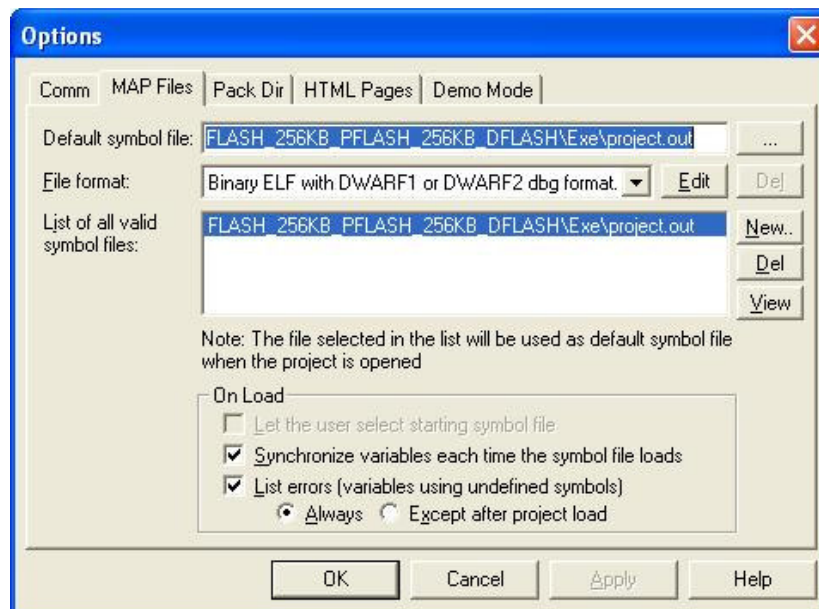 Options
Comm MAP Files Pack Dir HTML Pages Demo Mode
Default symbol file: FLASH_256KB_PFLASH_256KB_DFLASH\Exe\project.out ...
File format: Binary ELF with DWARF1 or DWARF2 dbg format. Edit Del
List of all valid symbol files:
FLASH_256KB_PFLASH_256KB_DFLASH\Exe\project.out
New..
Del
View
Note: The file selected in the list will be used as default symbol file
when the project is opened
On Load
Let the user select starting symbol file
Synchronize variables each time the symbol file loads
List errors (variables using undefined symbols)
Always Except after project load
OK Cancel Apply Help